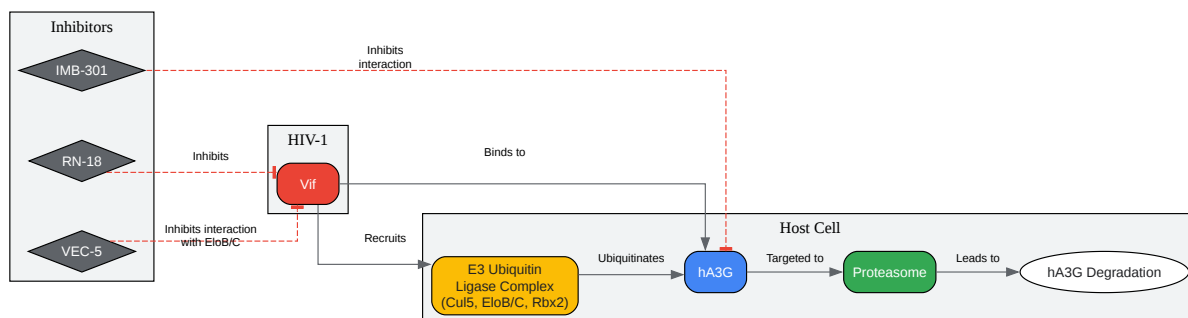 Inhibitors
IMB-301
Inhibits
interaction
RN-18
Inhibits
HIV-1
Vif
Binds to
VEC-5
Inhibits interaction
with EloB/C
Recruits
Host Cell
E3 Ubiquitin
Ligase Complex
(Cul5, EloB/C, Rbx2)
Ubiquitinates
hA3G
Targeted to
Proteasome
Leads to
hA3G Degradation